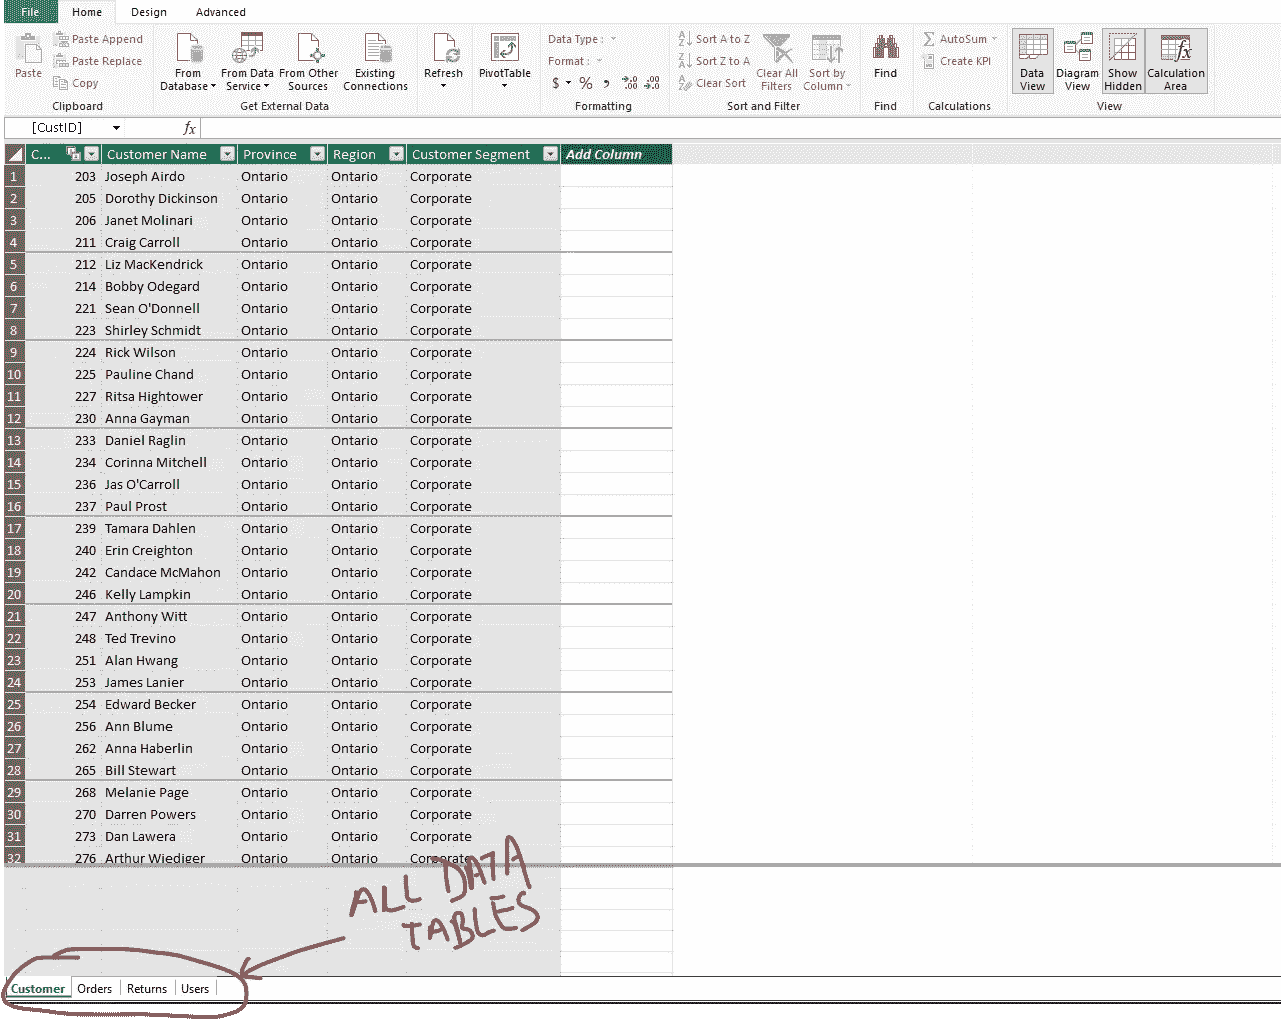 File Home Design Advanced
Paste Append
Paste Replace
Copy
Paste
Clipboard
From Database
From Data Service
From Other Sources
Existing Connections
Get External Data
Refresh
PivotTable
Data Type :
Format :
$ % , .00 .00
Formatting
Sort A to Z
Sort Z to A
Clear Sort
Clear All Filters
Sort by Column
Sort and Filter
Find
Find
AutoSum
Create KPI
Calculations
Data View
Diagram View
Show Hidden
Calculation Area
View
[CustID] fx
C... Customer Name Province Region Customer Segment Add Column
1 203 Joseph Airdo Ontario Ontario Corporate
2 205 Dorothy Dickinson Ontario Ontario Corporate
3 206 Janet Molinari Ontario Ontario Corporate
4 211 Craig Carroll Ontario Ontario Corporate
5 212 Liz MacKendrick Ontario Ontario Corporate
6 214 Bobby Odegard Ontario Ontario Corporate
7 221 Sean O'Donnell Ontario Ontario Corporate
8 223 Shirley Schmidt Ontario Ontario Corporate
9 224 Rick Wilson Ontario Ontario Corporate
10 225 Pauline Chand Ontario Ontario Corporate
11 227 Ritsa Hightower Ontario Ontario Corporate
12 230 Anna Gayman Ontario Ontario Corporate
13 233 Daniel Raglin Ontario Ontario Corporate
14 234 Corinna Mitchell Ontario Ontario Corporate
15 236 Jas O'Carroll Ontario Ontario Corporate
16 237 Paul Prost Ontario Ontario Corporate
17 239 Tamara Dahlen Ontario Ontario Corporate
18 240 Erin Creighton Ontario Ontario Corporate
19 242 Candace McMahon Ontario Ontario Corporate
20 246 Kelly Lampkin Ontario Ontario Corporate
21 247 Anthony Witt Ontario Ontario Corporate
22 248 Ted Trevino Ontario Ontario Corporate
23 251 Alan Hwang Ontario Ontario Corporate
24 253 James Lanier Ontario Ontario Corporate
25 254 Edward Becker Ontario Ontario Corporate
26 256 Ann Blume Ontario Ontario Corporate
27 262 Anna Haberlin Ontario Ontario Corporate
28 265 Bill Stewart Ontario Ontario Corporate
29 268 Melanie Page Ontario Ontario Corporate
30 270 Darren Powers Ontario Ontario Corporate
31 273 Dan Lawera Ontario Ontario Corporate
32 276 Arthur Wiediger Ontario Ontario Corporate
ALL DATA
TABLES
Customer Orders Returns Users